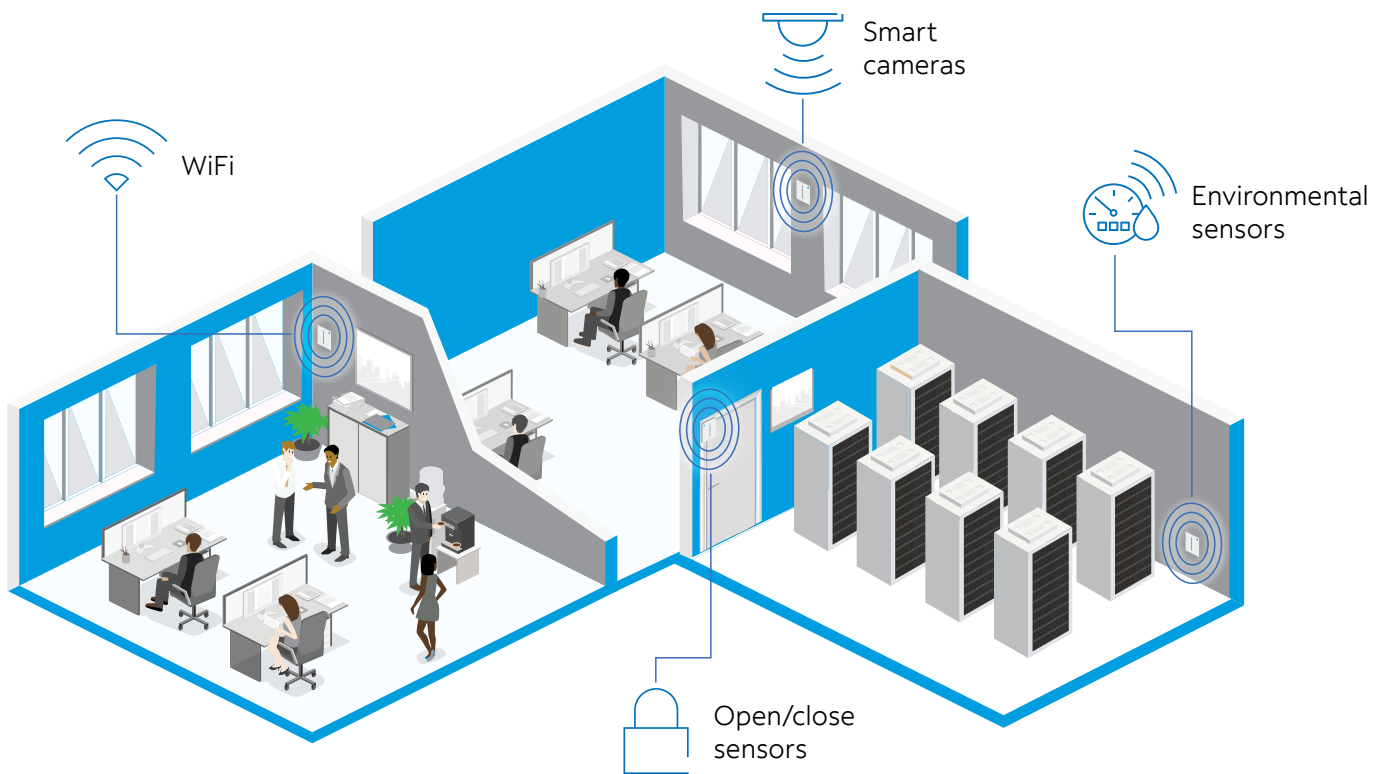 Smart
cameras
WiFi
Environmental
sensors
Open/close
sensors